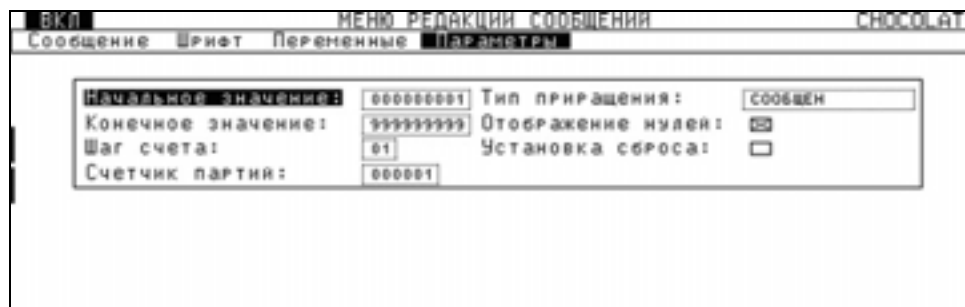 ВКЛ МЕНЮ РЕДАКЦИИ СООБЩЕНИЯ CHOCOLAT
Сообщение Шрифт Переменные Параметры
Начальное значение: 000000001 Тип приращения: СООБЩЕН
Конечное значение: 999999999 Отображение нулей:
Шаг счета: 01 Установка сброса:
Счетчик партий: 000001